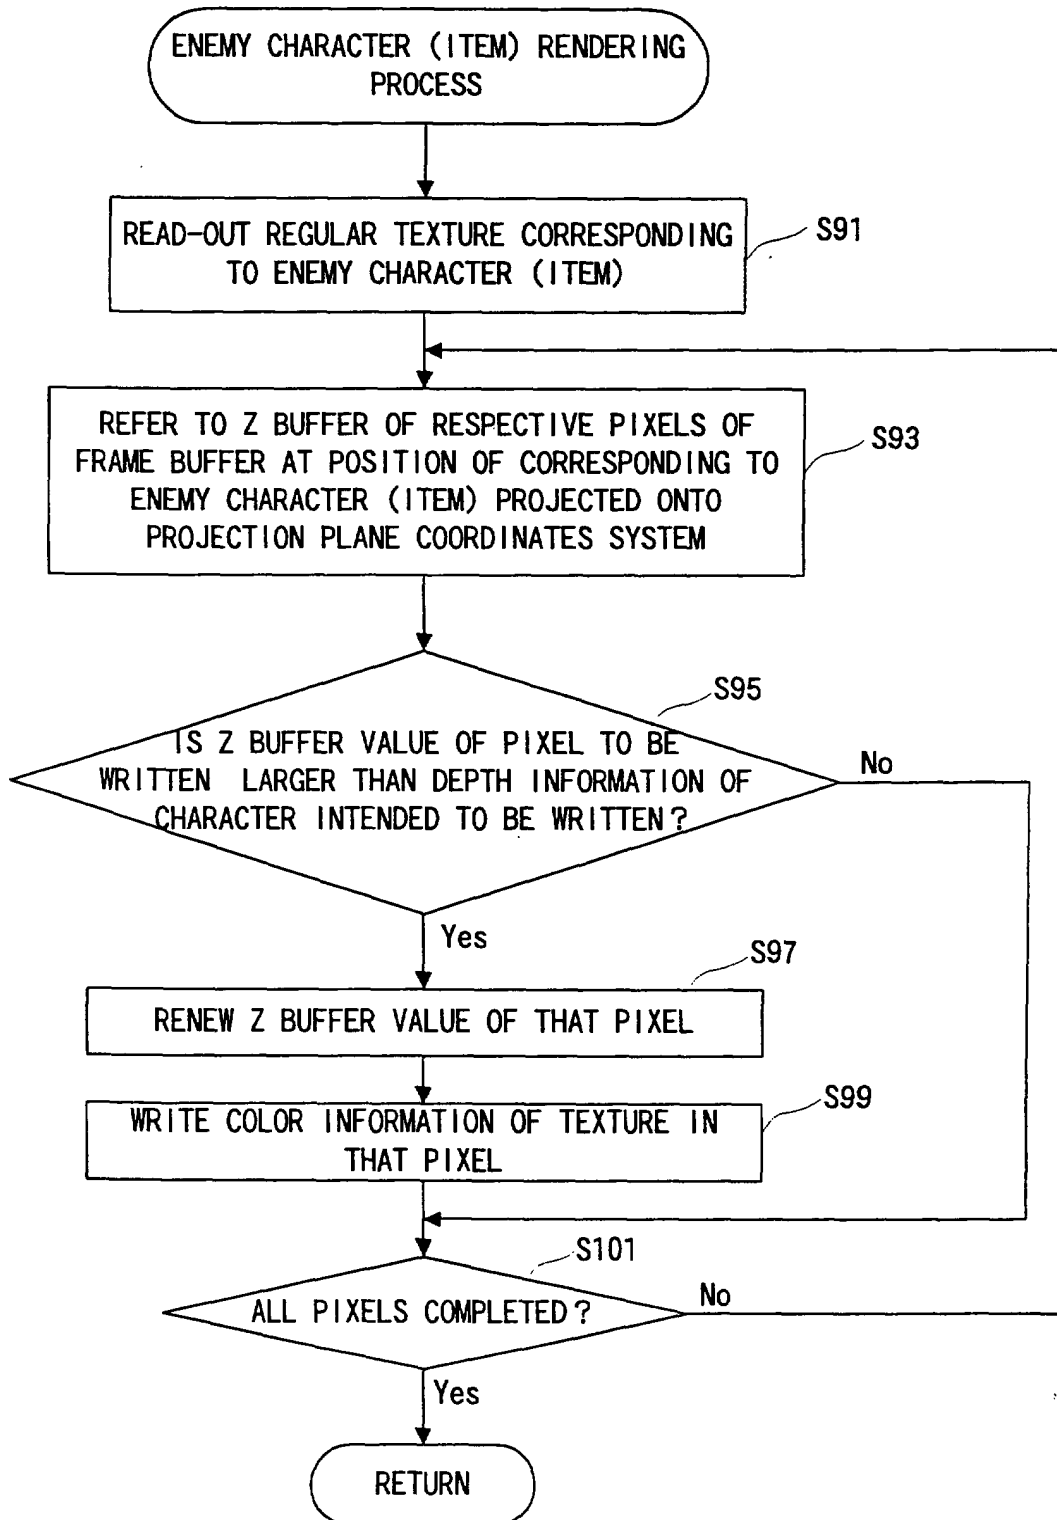 ENEMY CHARACTER (ITEM) RENDERING
PROCESS
READ-OUT REGULAR TEXTURE CORRESPONDING
TO ENEMY CHARACTER (ITEM)
S91
REFER TO Z BUFFER OF RESPECTIVE PIXELS OF
FRAME BUFFER AT POSITION OF CORRESPONDING TO
ENEMY CHARACTER (ITEM) PROJECTED ONTO
PROJECTION PLANE COORDINATES SYSTEM
S93
S95
IS Z BUFFER VALUE OF PIXEL TO BE
WRITTEN LARGER THAN DEPTH INFORMATION OF
CHARACTER INTENDED TO BE WRITTEN?
No
Yes
S97
RENEW Z BUFFER VALUE OF THAT PIXEL
S99
WRITE COLOR INFORMATION OF TEXTURE IN
THAT PIXEL
S101
ALL PIXELS COMPLETED?
No
Yes
RETURN